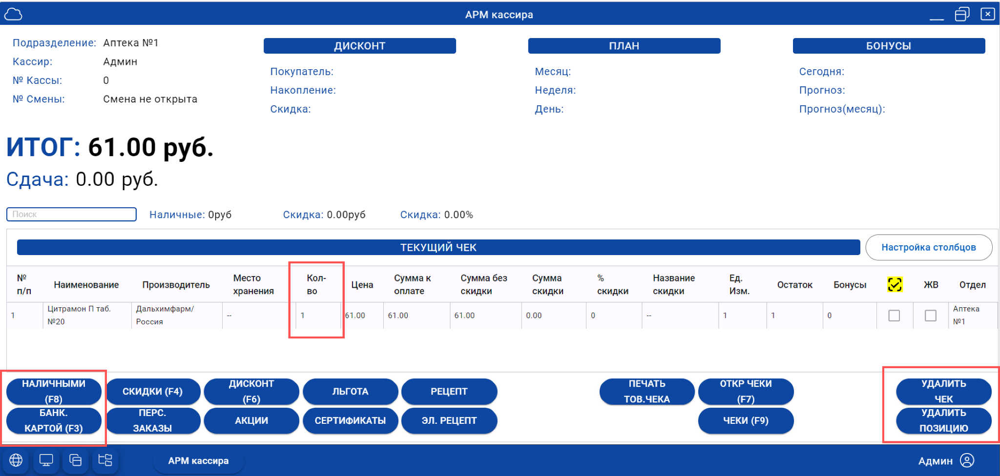 АРМ кассира
Подразделение: Аптека №1
Кассир: Админ
№ Кассы: 0
№ Смены: Смена не открыта
ДИСКОНТ
Покупатель:
Накопление:
Скидка:
ПЛАН
Месяц:
Неделя:
День:
БОНУСЫ
Сегодня:
Прогноз:
Прогноз(месяц):
ИТОГ: 61.00 руб.
Сдача: 0.00 руб.
Поиск
Наличные: 0руб
Скидка: 0.00руб
Скидка: 0.00%
ТЕКУЩИЙ ЧЕК
Настройка столбцов
№
п/п
Наименование
Производитель
Место
хранения
Кол-
во
Цена
Сумма к
оплате
Сумма без
скидки
Сумма
скидки
%
скидки
Название
скидки
Ед.
Изм.
Остаток
Бонусы
ЖВ
Отдел
1
Цитрамон П таб.
№20
Дальхимфарм/
Россия
--
1
61.00
61.00
61.00
0.00
0
--
1
1
0
Аптека
№1
НАЛИЧНЫМИ
(F8)
СКИДКИ (F4)
ДИСКОНТ
(F6)
ЛЬГОТА
РЕЦЕПТ
ПЕЧАТЬ
ТОВ.ЧЕКА
ОТКР ЧЕКИ
(F7)
УДАЛИТЬ
ЧЕК
БАНК.
КАРТОЙ (F3)
ПЕРС.
ЗАКАЗЫ
АКЦИИ
СЕРТИФИКАТЫ
ЭЛ. РЕЦЕПТ
ЧЕКИ (F9)
УДАЛИТЬ
ПОЗИЦИЮ
АРМ кассира
Админ